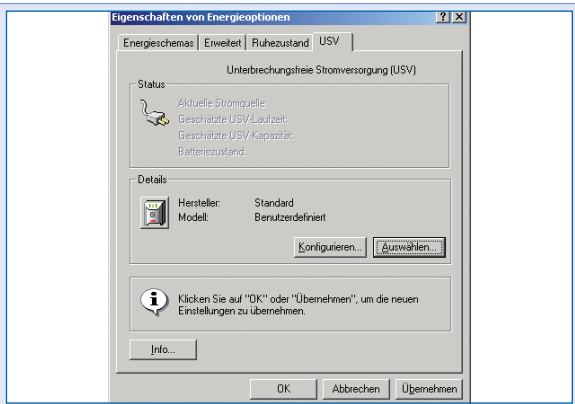 Eigenschaften von Energieoptionen
Energieschemas Erweitert Ruhezustand USV
Unterbrechungsfreie Stromversorgung (USV)
Status
Aktuelle Stromquelle:
Geschätzte USV-Laufzeit:
Geschätzte USV-Kapazität:
Batteriezustand:
Details
Hersteller: Standard
Modell: Benutzerdefiniert
Konfigurieren... Auswählen...
Klicken Sie auf "OK" oder "Übernehmen", um die neuen
Einstellungen zu übernehmen.
Info...
OK Abbrechen Übernehmen